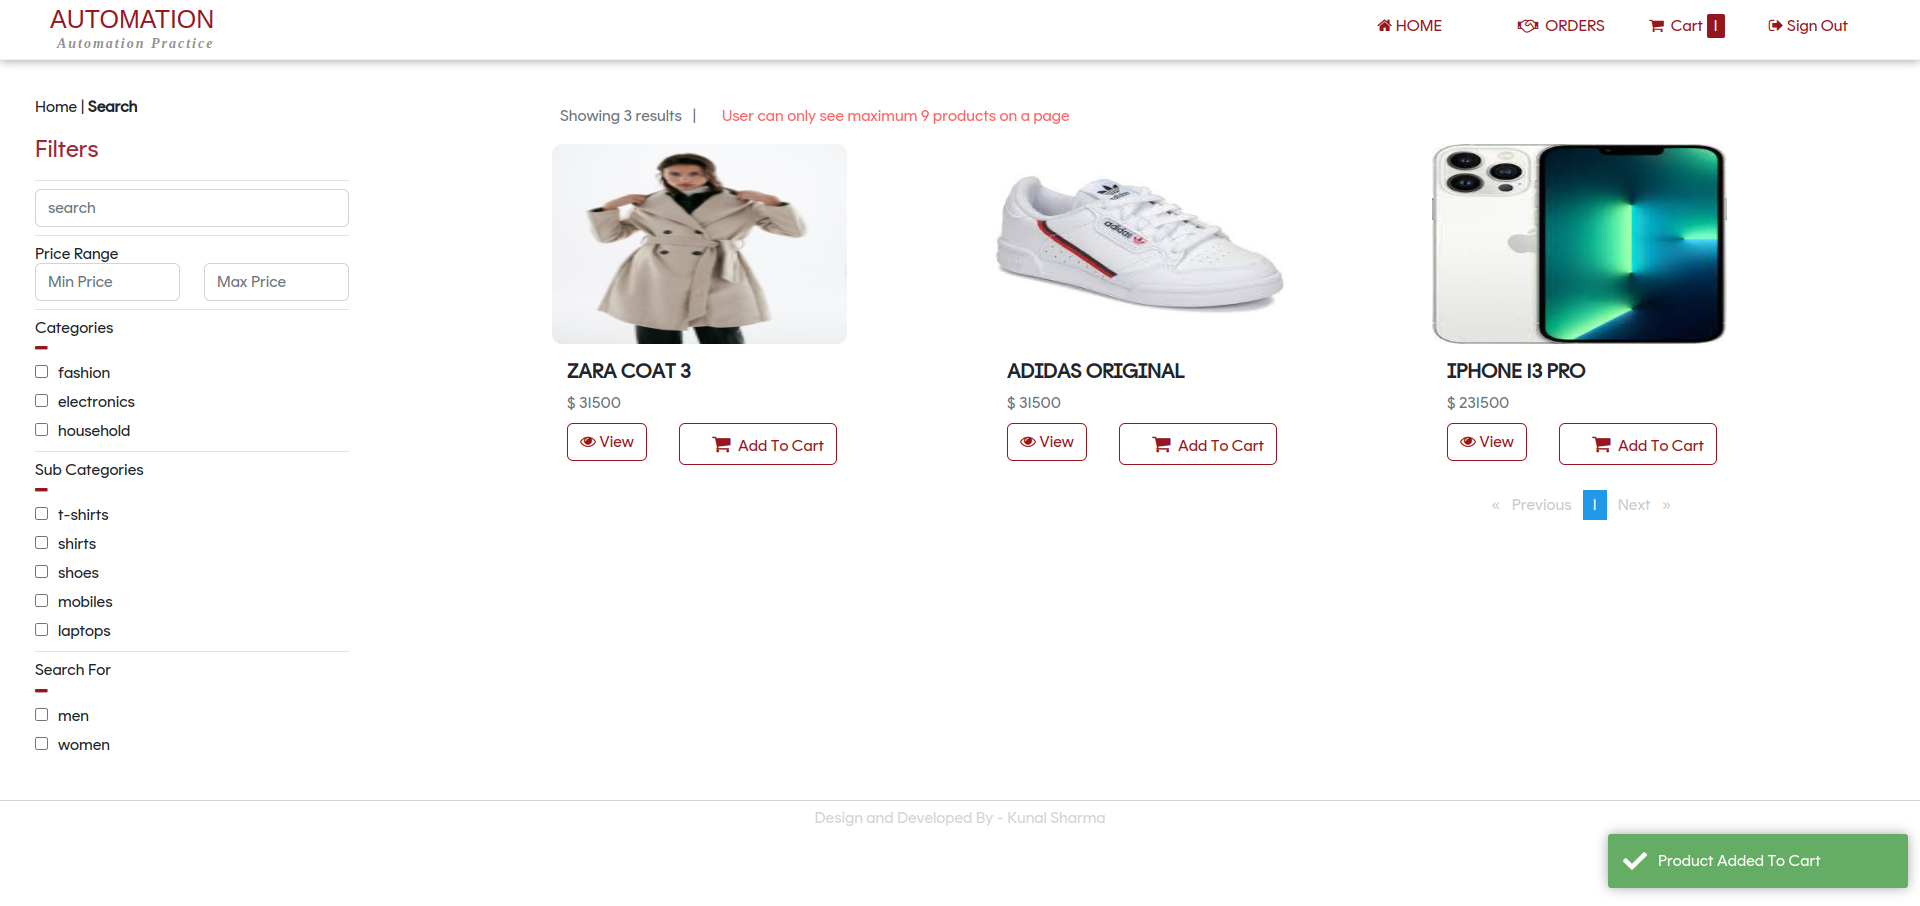 AUTOMATION
Automation Practice
HOME
ORDERS
Cart 1
Sign Out
Home | Search
Showing 3 results |
User can only see maximum 9 products on a page
Filters
search
Price Range
Min Price
Max Price
Categories
fashion
electronics
household
Sub Categories
t-shirts
shirts
shoes
mobiles
laptops
Search For
men
women
adidas
ZARA COAT 3
$ 31500
View
Add To Cart
ADIDAS ORIGINAL
$ 31500
View
Add To Cart
IPHONE 13 PRO
$ 231500
View
Add To Cart
« Previous 1 Next »
Design and Developed By - Kunal Sharma
Product Added To Cart